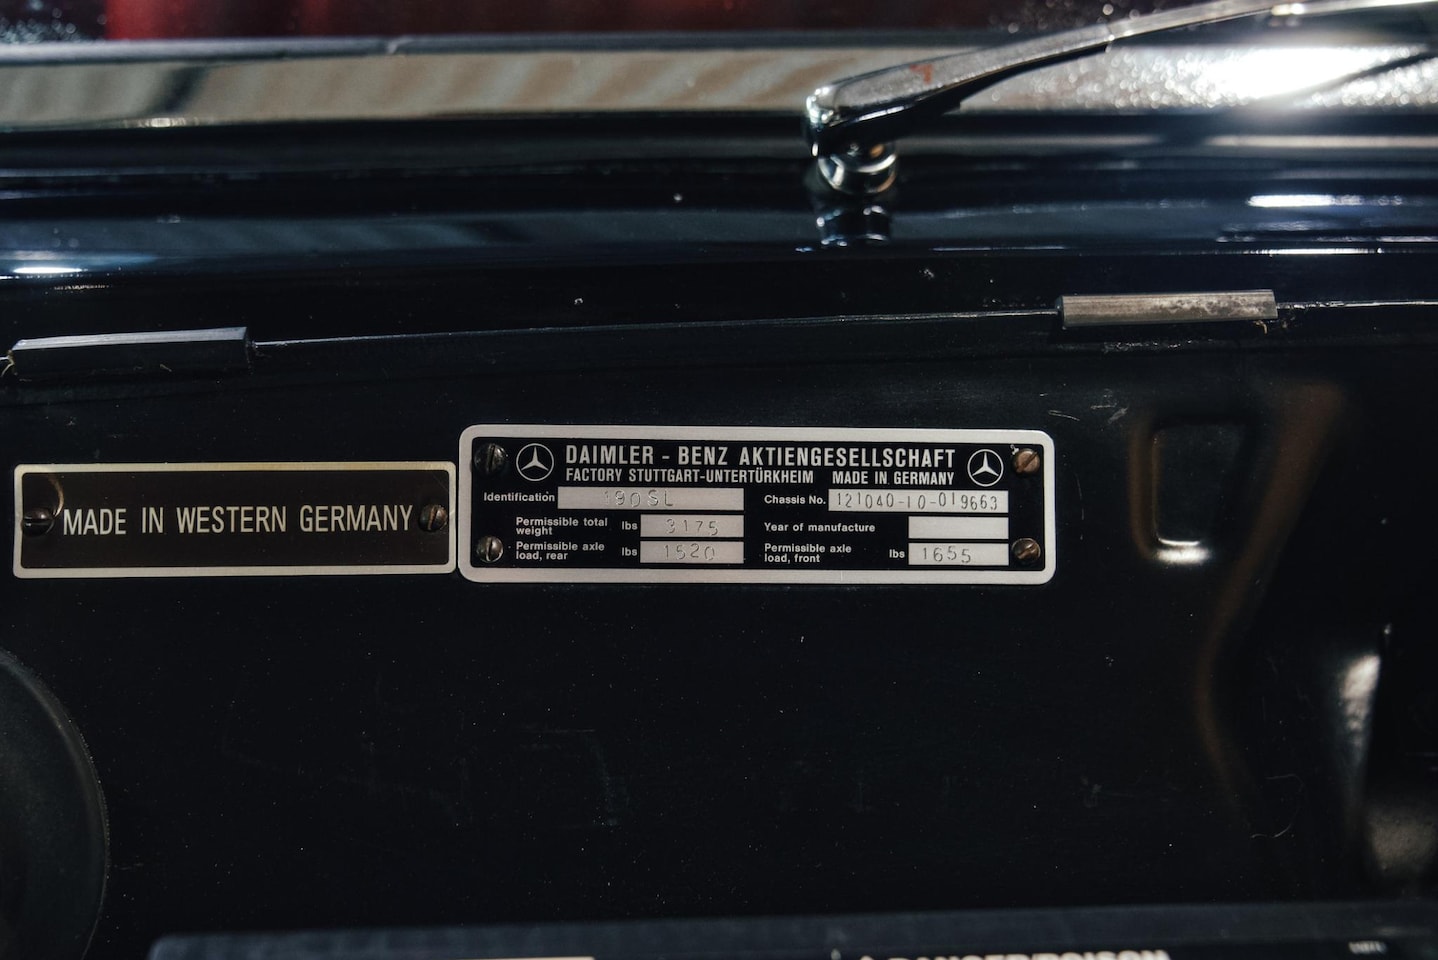 MADE IN WESTERN GERMANY
DAIMLER - BENZ AKTIENGESELLSCHAFT
FACTORY STUTTGART-UNTERTÜRKHEIM MADE IN GERMANY
Identification 190SL Chassis No. 121040-10-019663
Permissible total weight lbs 3175 Year of manufacture
Permissible axle load, rear lbs 1520 Permissible axle load, front lbs 1655